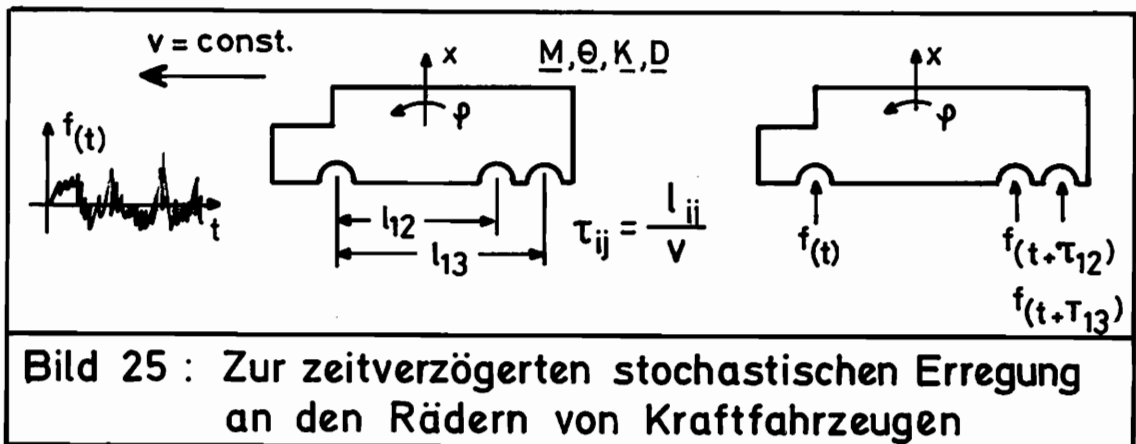 v = const.
x
M, Θ, K, D
φ
f(t)
t
l12
l13
τij = lij / v
x
φ
f(t)
f(t+τ12)
f(t+τ13)
Bild 25 : Zur zeitverzögerten stochastischen Erregung
an den Rädern von Kraftfahrzeugen